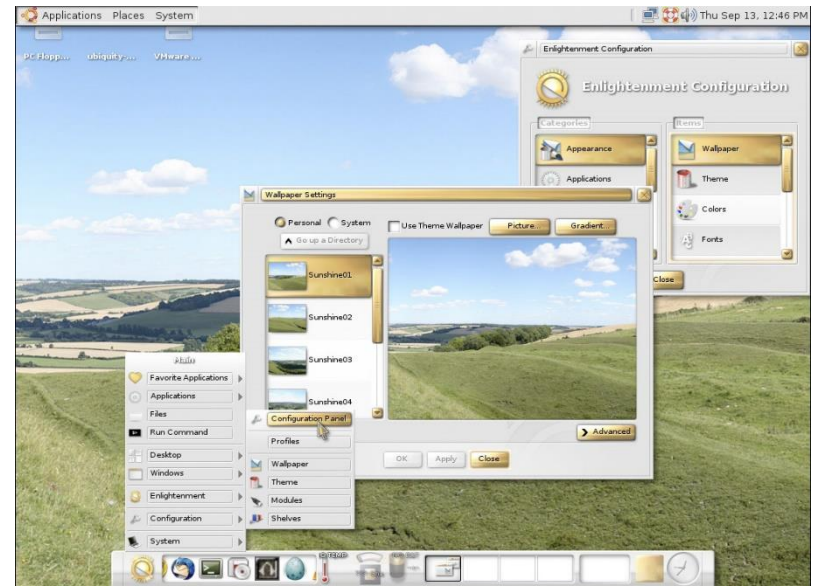 Applications Places System
Thu Sep 13, 12:46 PM
PC Flopp... ubiquity-... VMware ...
Enlightenment Configuration
Enlightenment Configuration
Categories
Items
Appearance
Applications
Wallpaper
Theme
Colors
Fonts
Close
Wallpaper Settings
Personal System
Go up a Directory
Use Theme Wallpaper
Picture...
Gradient...
Sunshine01
Sunshine02
Sunshine03
Sunshine04
Advanced
OK Apply Close
Main
Favorite Applications
Applications
Files
Run Command
Desktop
Windows
Enlightenment
Configuration
System
Configuration Panel
Profiles
Wallpaper
Theme
Modules
Shelves